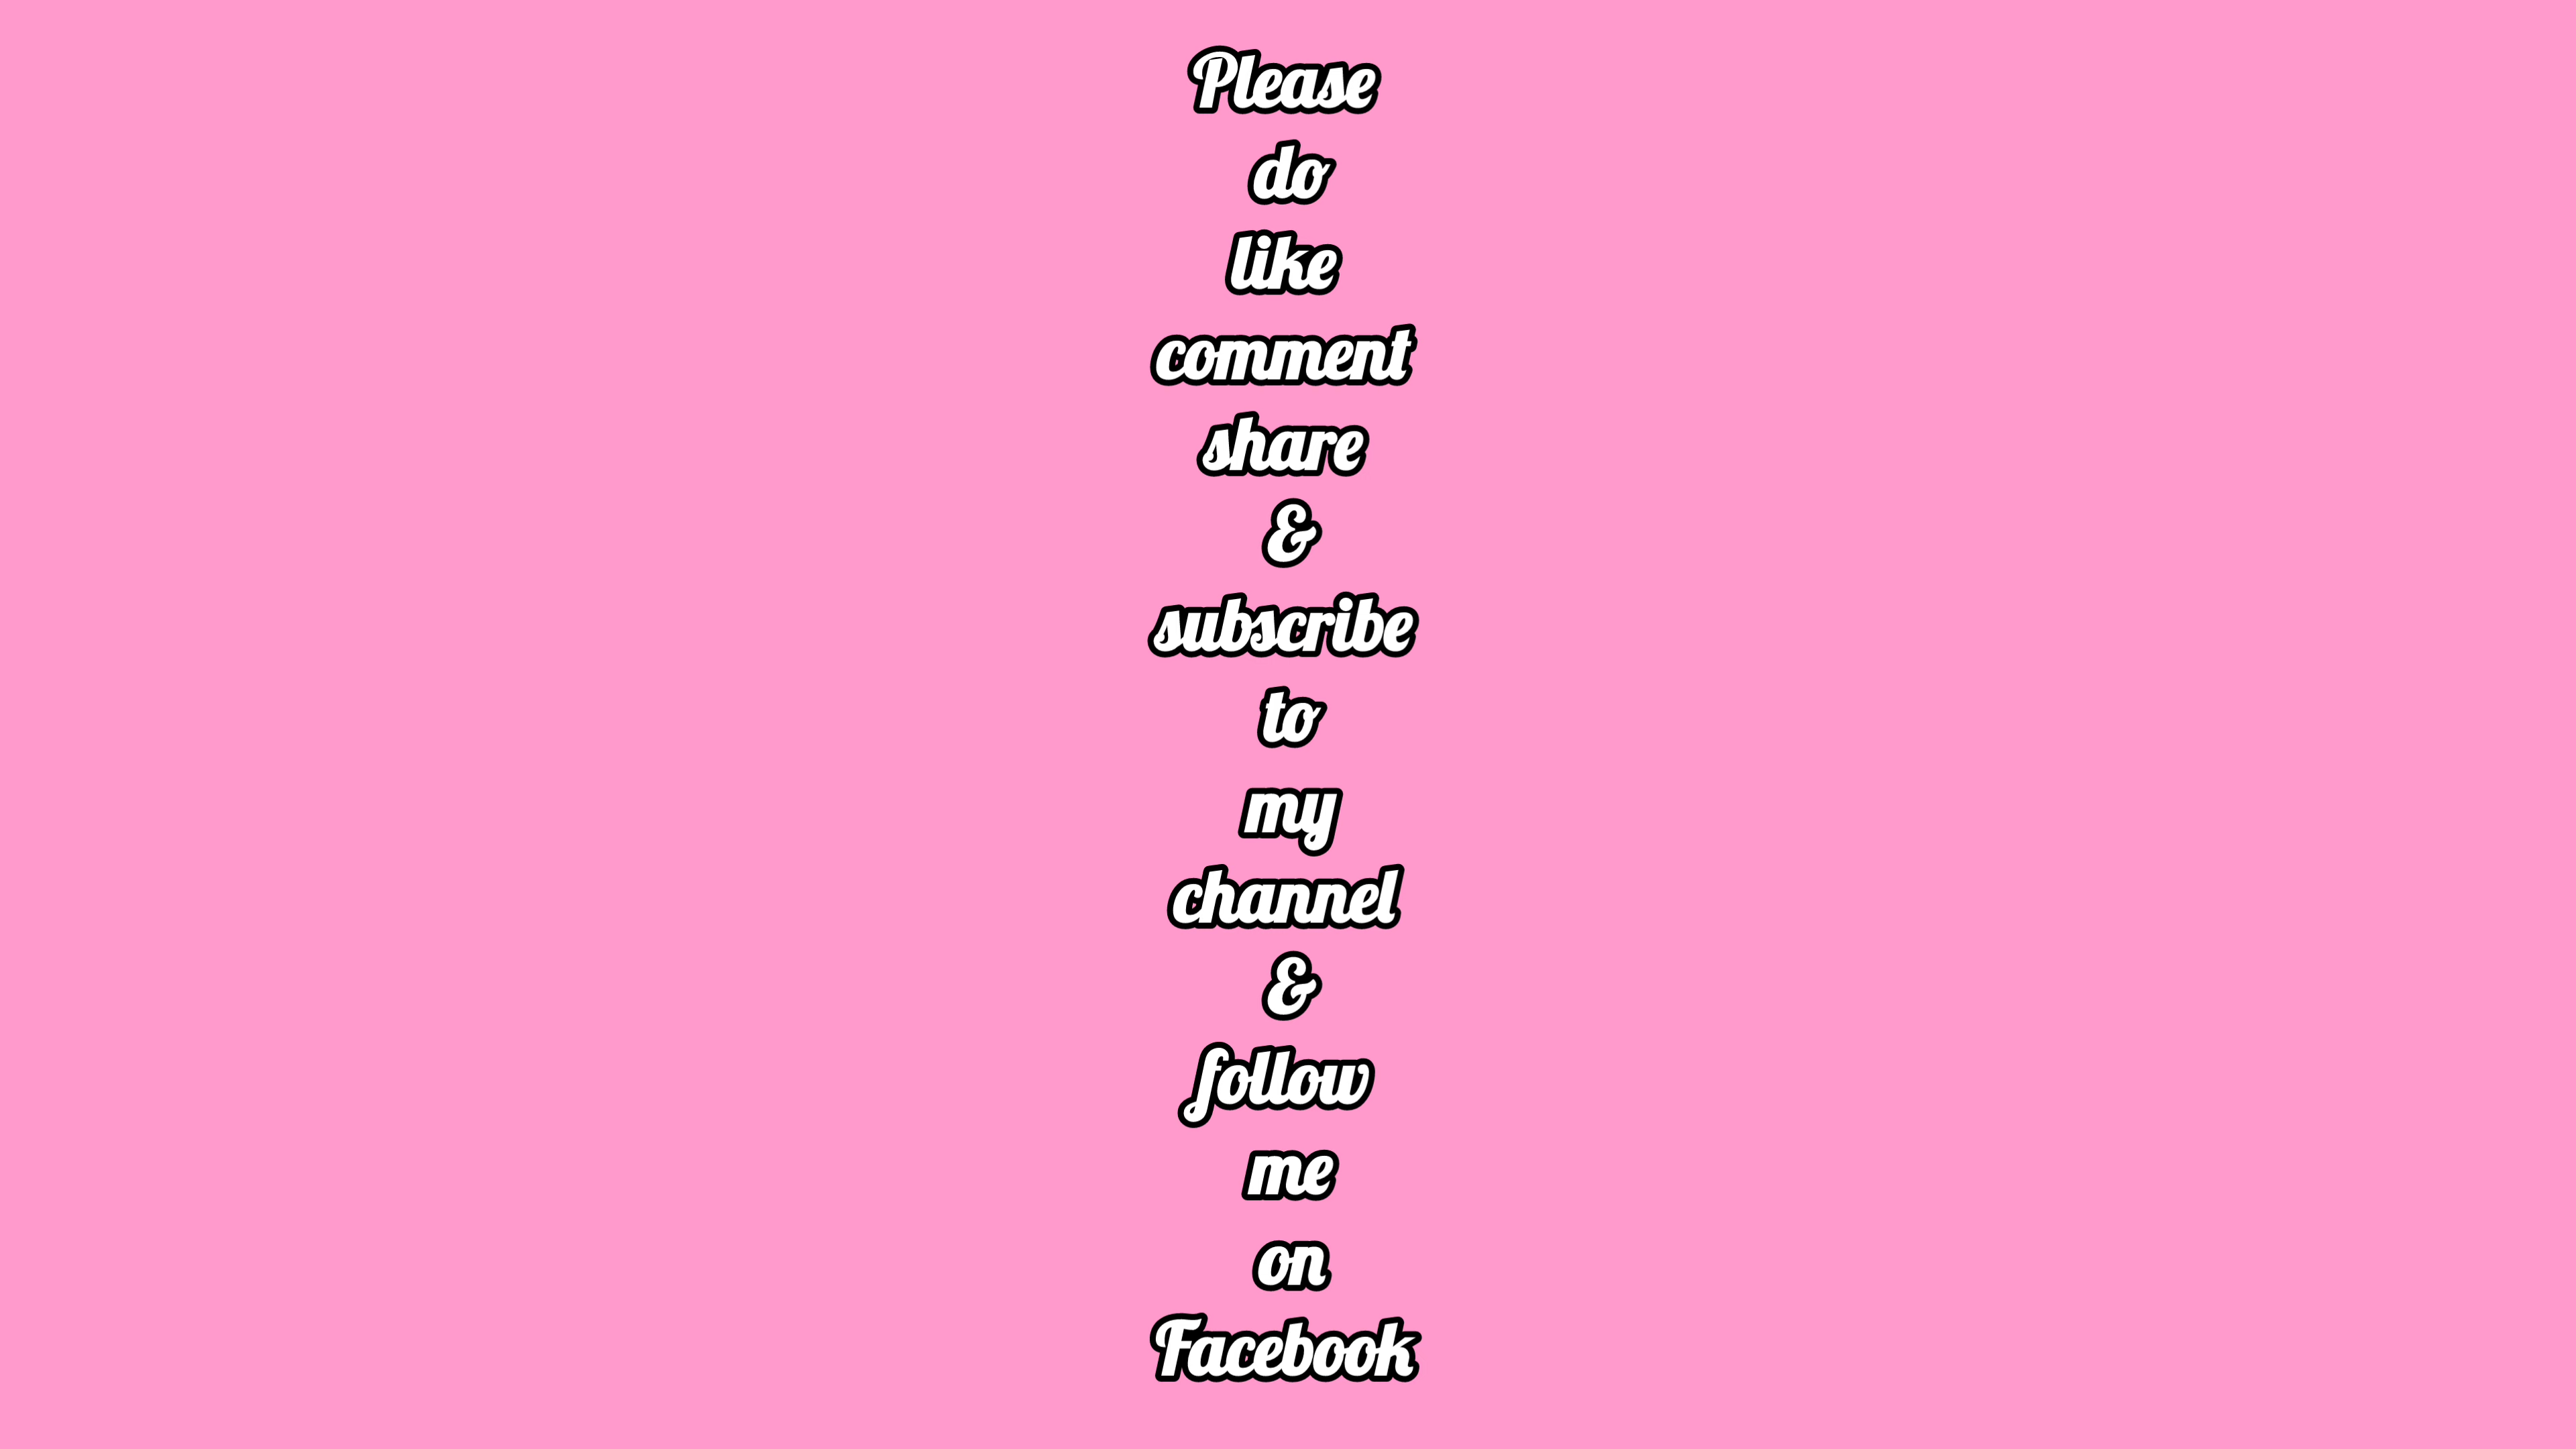 Please
do
like
comment
share
&
subscribe
to
my
channel
&
follow
me
on
Facebook